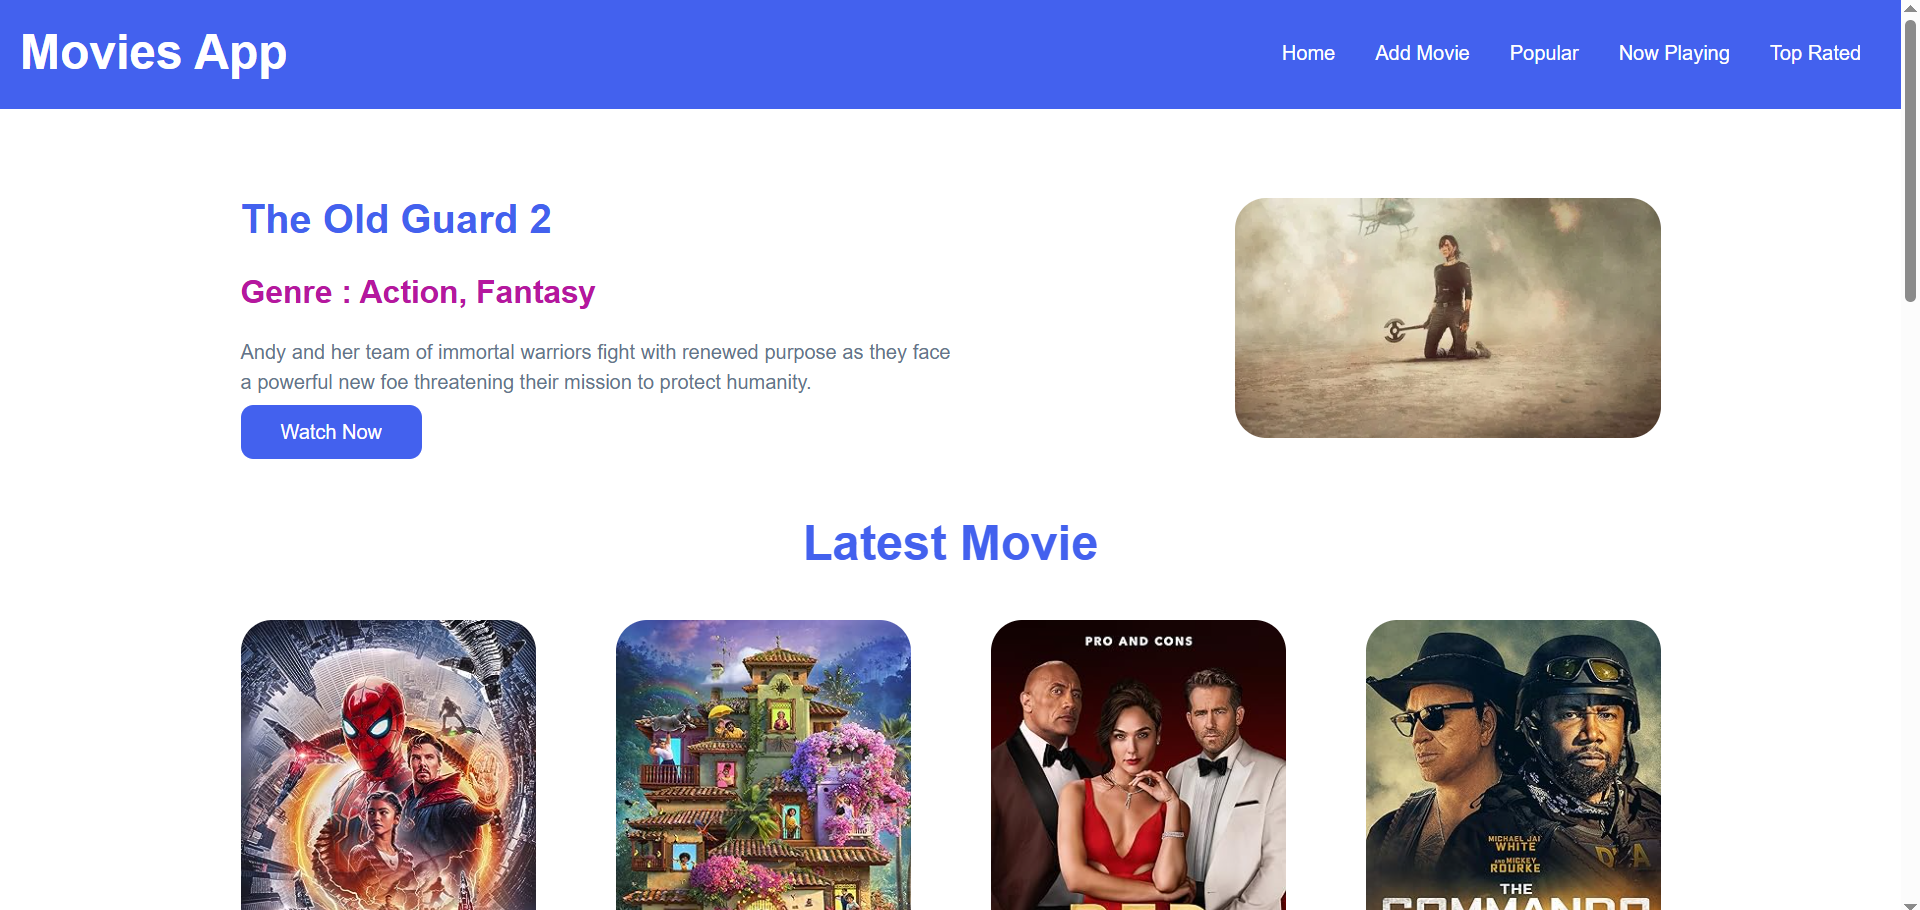 Movies App
Home
Add Movie
Popular
Now Playing
Top Rated
The Old Guard 2
Genre : Action, Fantasy
Andy and her team of immortal warriors fight with renewed purpose as they face
a powerful new foe threatening their mission to protect humanity.
Watch Now
Latest Movie
PRO AND CONS
MICHAEL JAI
WHITE
AND MICKEY
ROURKE
THE
COMMANDO